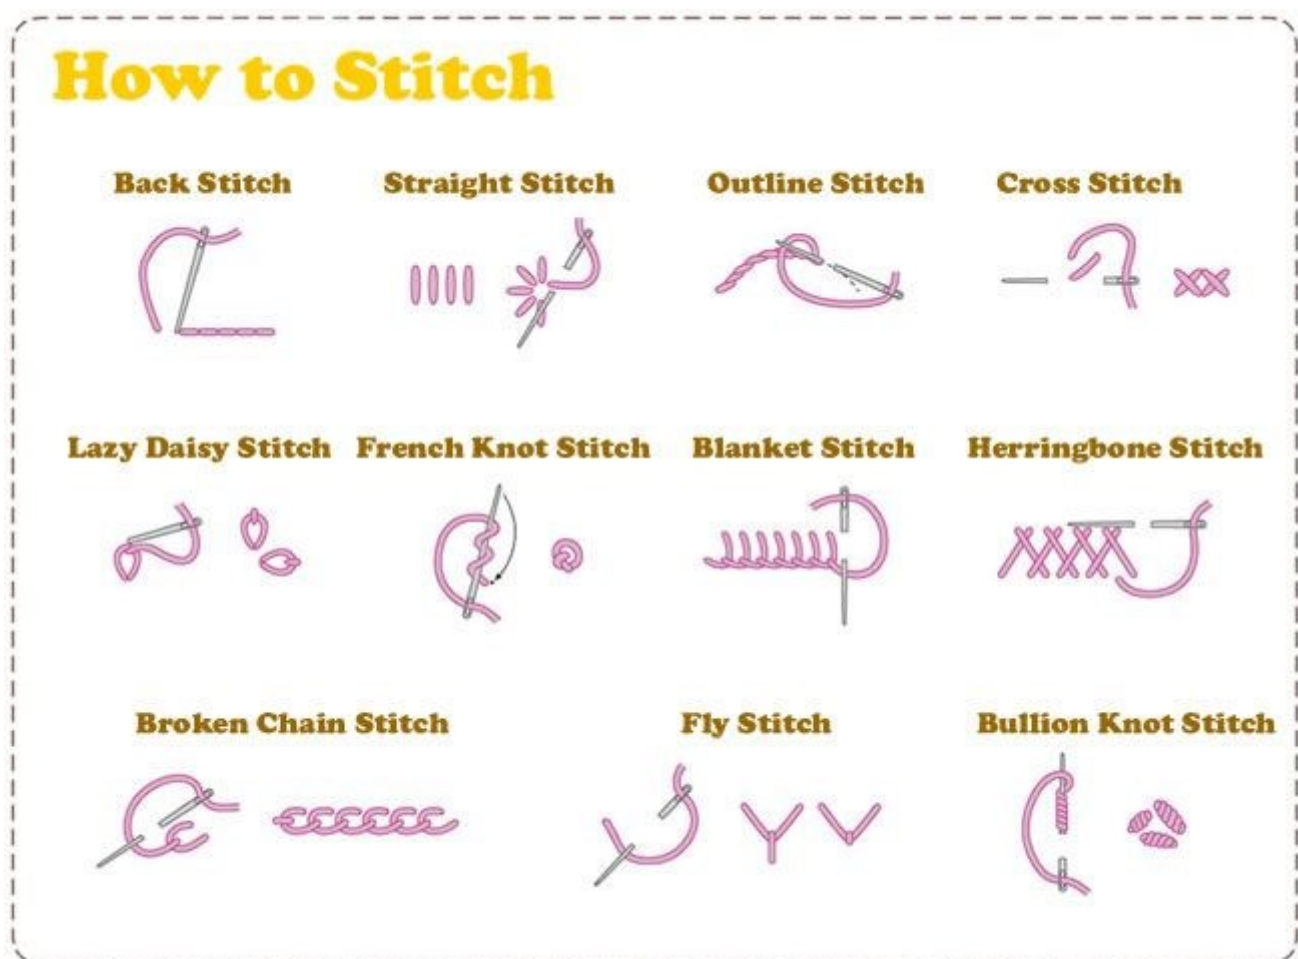 How to Stitch
Back Stitch
Straight Stitch
Outline Stitch
Cross Stitch
Lazy Daisy Stitch
French Knot Stitch
Blanket Stitch
Herringbone Stitch
Broken Chain Stitch
Fly Stitch
Bullion Knot Stitch